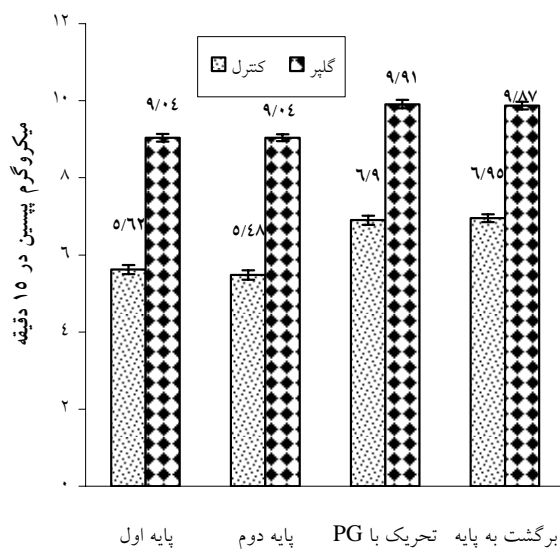 میکروگرم پپسین در ۱۵ دقیقه
۱۲
۱۰
۸
۶
۴
۲
۰
کنترل
گلپر
۵/۶۲
۹/۰۴
۵/۴۸
۹/۰۴
۶/۹
۹/۹۱
۶/۹۵
۹/۸۷
پایه اول
پایه دوم
تحریک با PG
برگشت به پایه